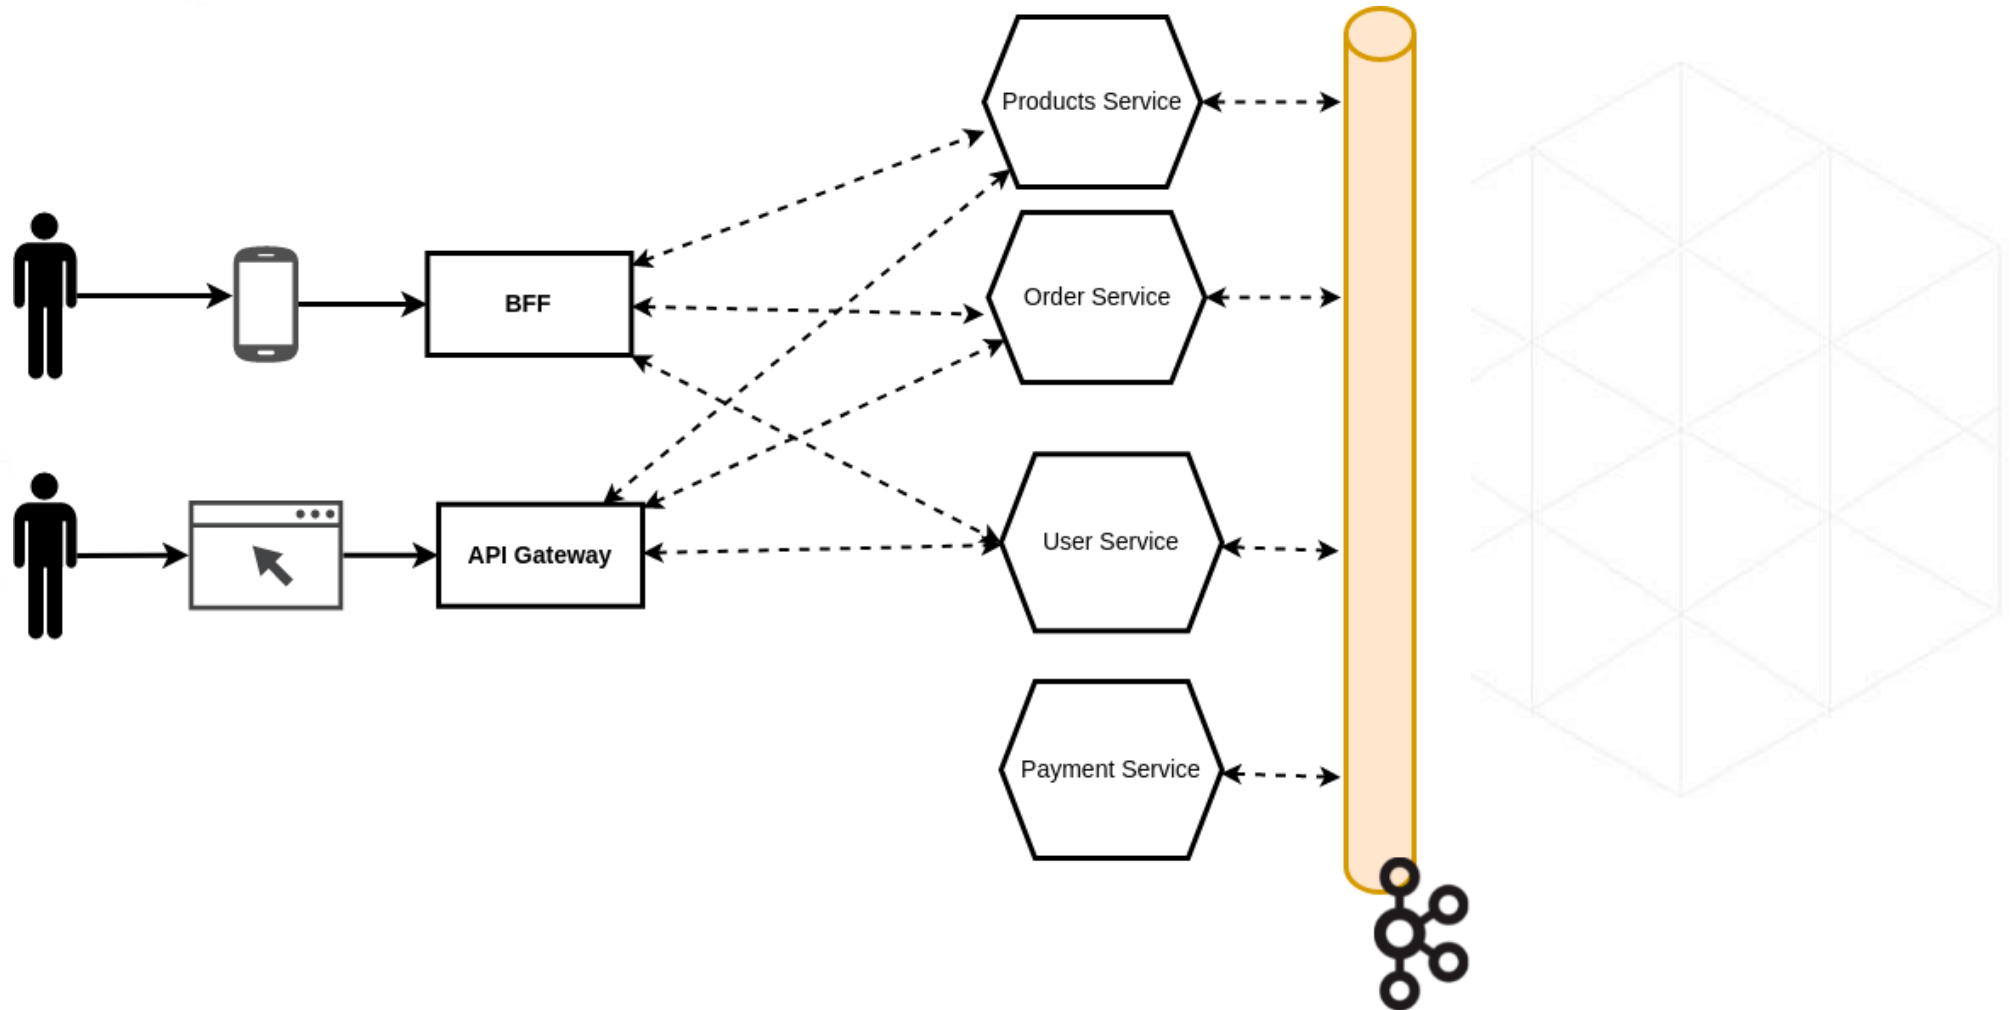 Products Service
Order Service
BFF
API Gateway
User Service
Payment Service